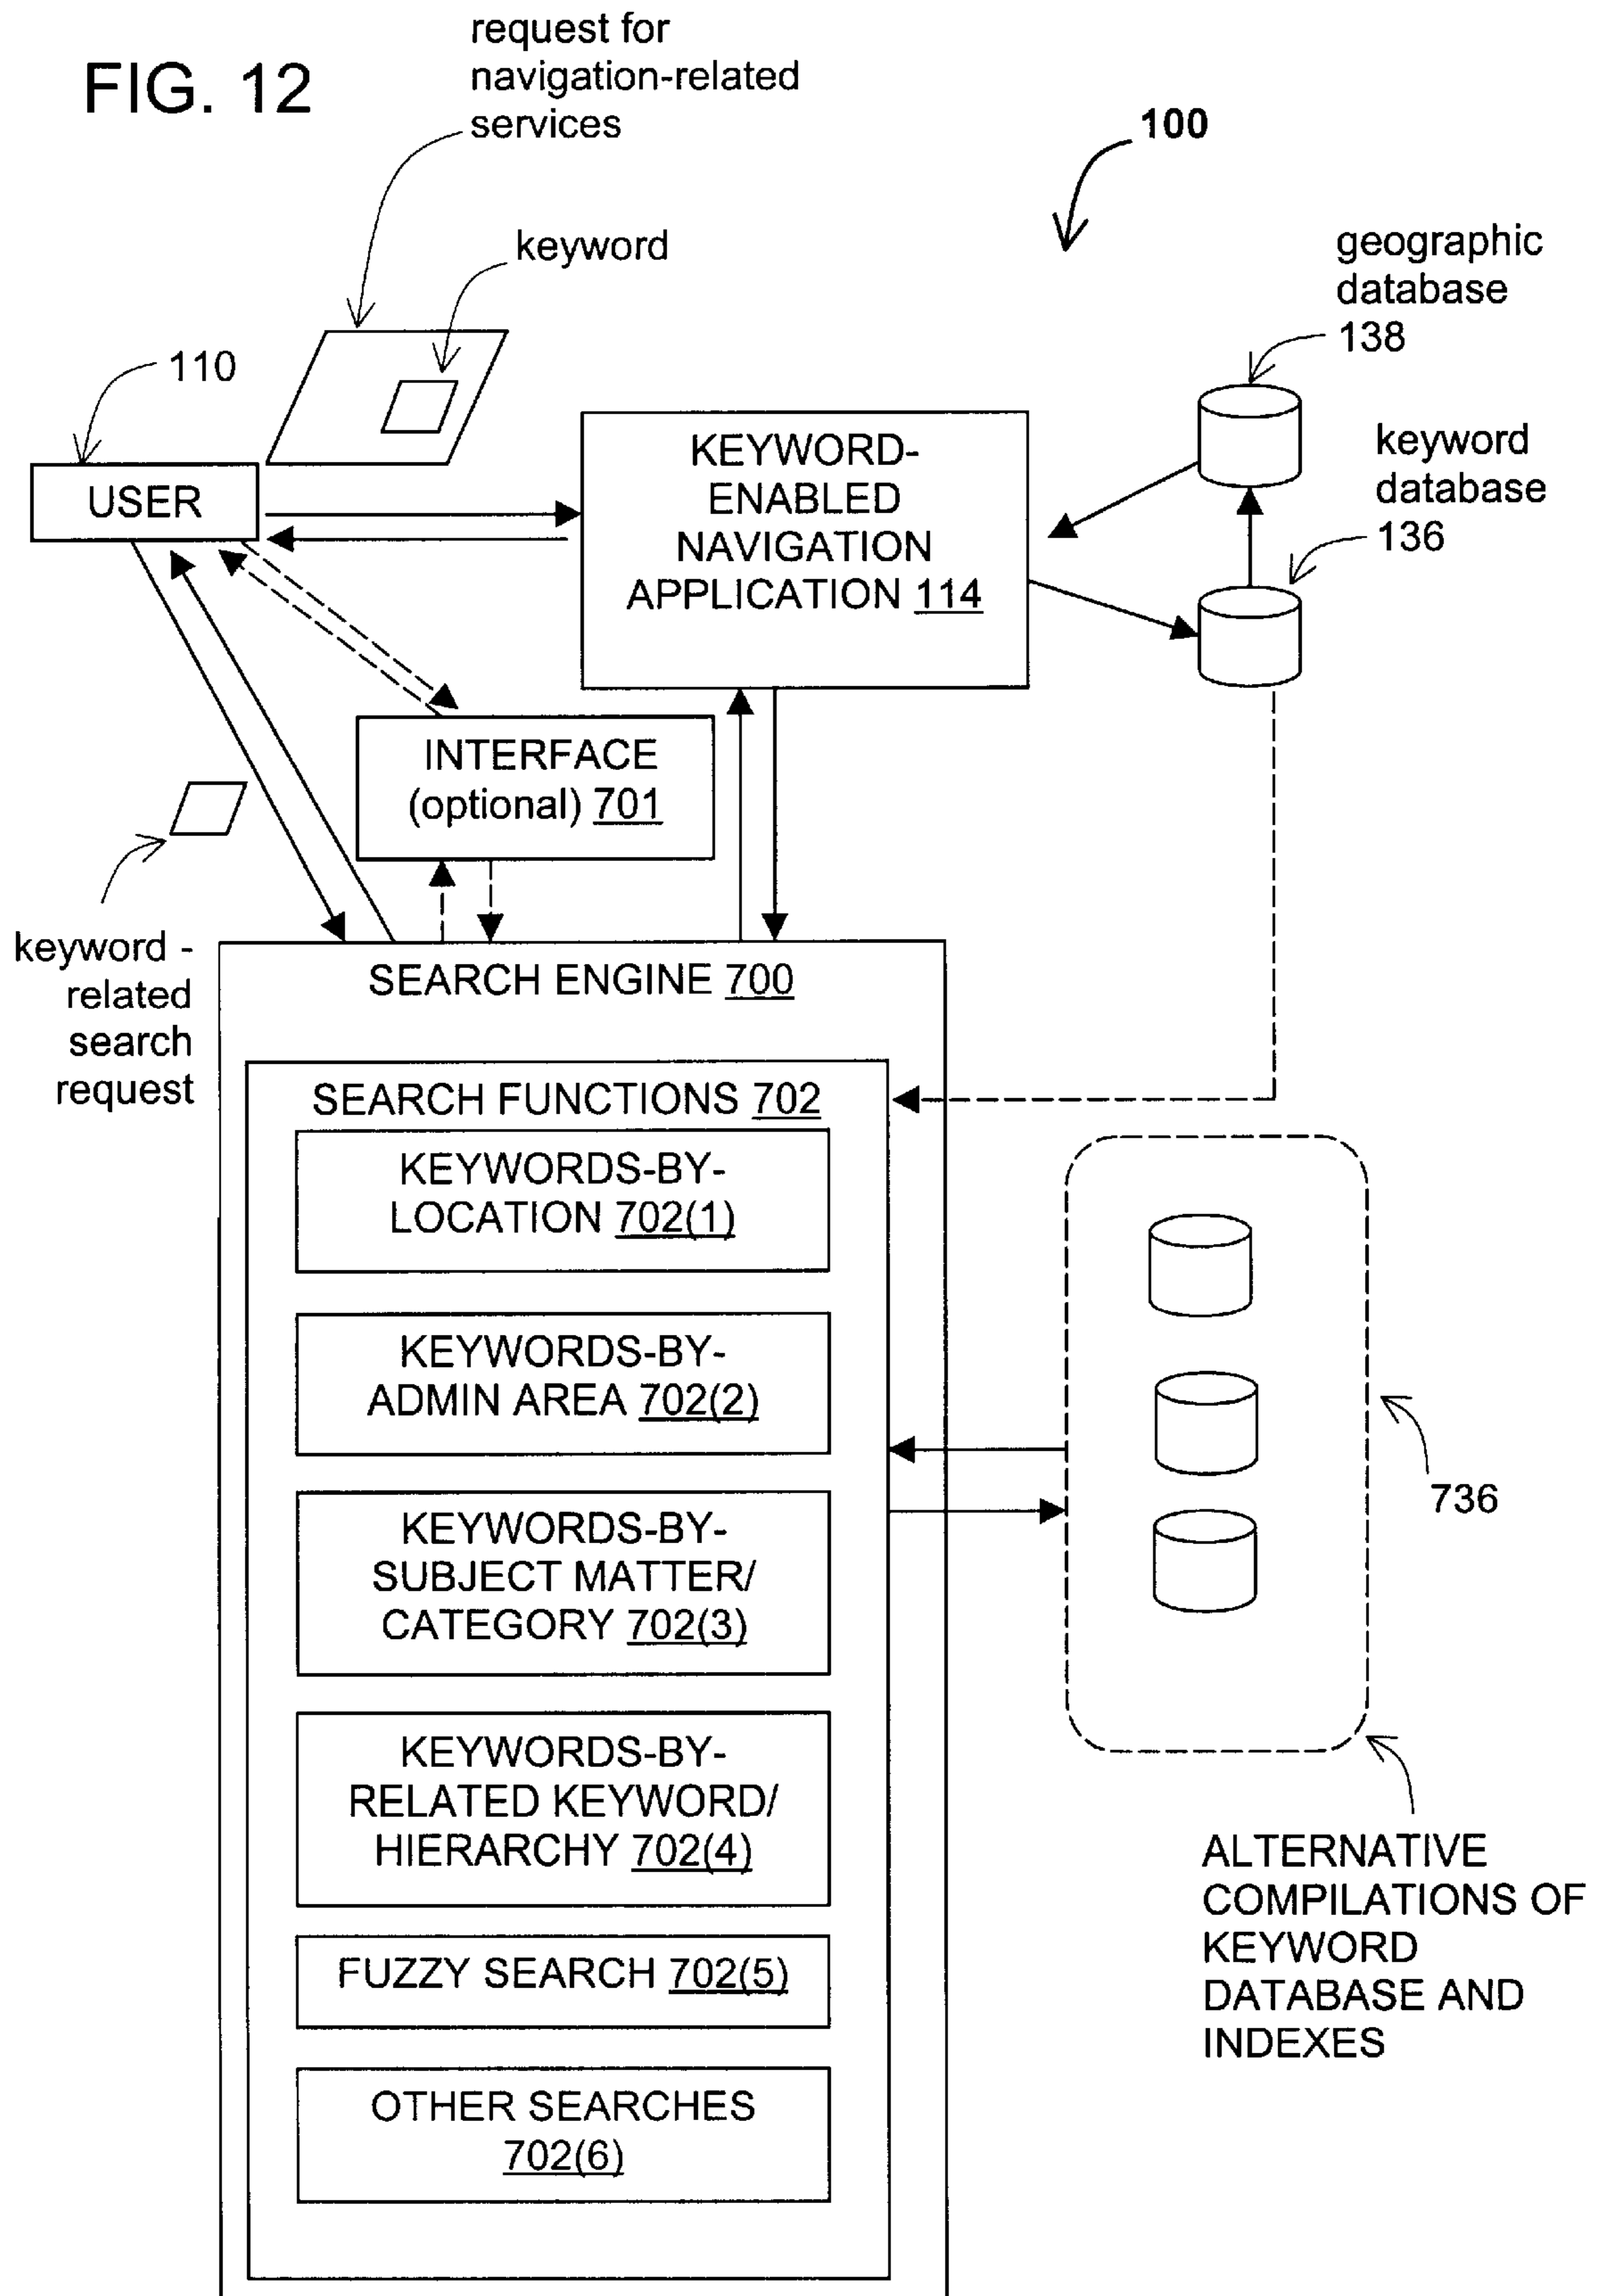 FIG. 12
request for
navigation-related
services
100
keyword
geographic
database
138
110
keyword
database
136
USER
KEYWORD-
ENABLED
NAVIGATION
APPLICATION 114
INTERFACE
(optional) 701
keyword -
related
search
request
SEARCH ENGINE 700
SEARCH FUNCTIONS 702
KEYWORDS-BY-
LOCATION 702(1)
KEYWORDS-BY-
ADMIN AREA 702(2)
KEYWORDS-BY-
SUBJECT MATTER/
CATEGORY 702(3)
KEYWORDS-BY-
RELATED KEYWORD/
HIERARCHY 702(4)
FUZZY SEARCH 702(5)
OTHER SEARCHES
702(6)
736
ALTERNATIVE
COMPILATIONS OF
KEYWORD
DATABASE AND
INDEXES